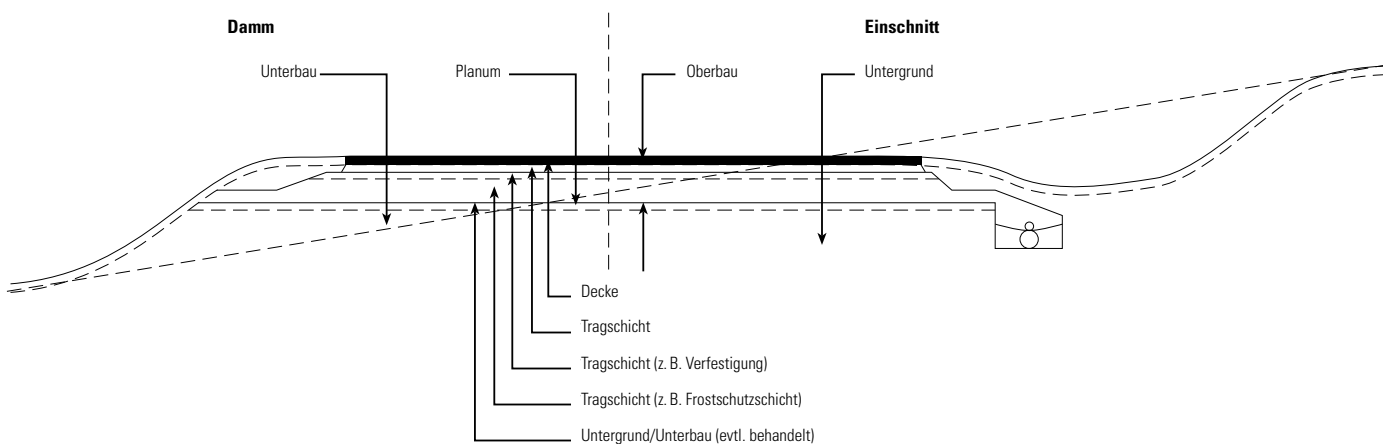 Damm
Einschnitt
Unterbau
Planum
Oberbau
Untergrund
Decke
Tragschicht
Tragschicht (z. B. Verfestigung)
Tragschicht (z. B. Frostschutzschicht)
Untergrund/Unterbau (evtl. behandelt)